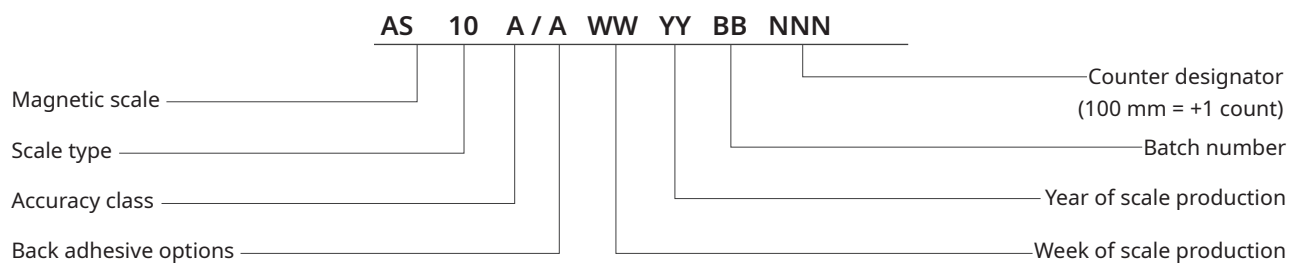 AS 10 A / A WW YY BB NNN
Magnetic scale
Scale type
Accuracy class
Back adhesive options
Counter designator
(100 mm = +1 count)
Batch number
Year of scale production
Week of scale production